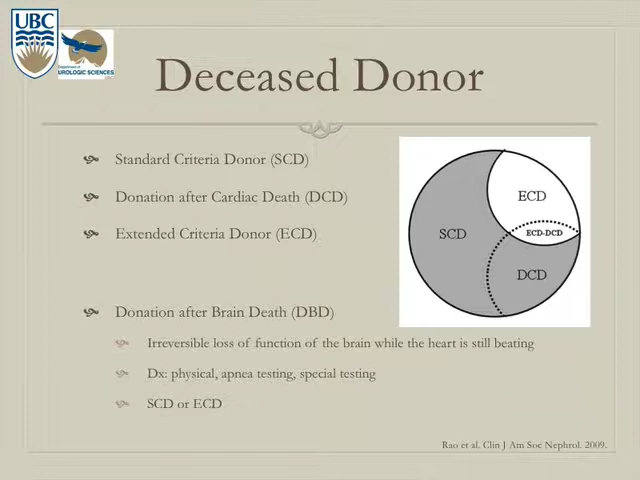 UBC
Department of
UROLOGIC SCIENCES
Deceased Donor
Standard Criteria Donor (SCD)
Donation after Cardiac Death (DCD)
Extended Criteria Donor (ECD)
ECD
SCD
ECD-DCD
DCD
Donation after Brain Death (DBD)
Irreversible loss of function of the brain while the heart is still beating
Dx: physical, apnea testing, special testing
SCD or ECD
Rao et al. Clin J Am Soc Nephrol. 2009.